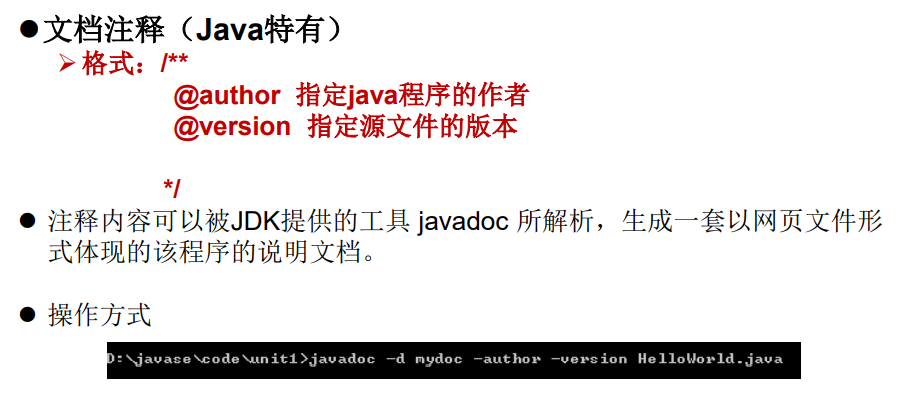 ●文档注释（Java特有）
➢格式：/**
@author 指定java程序的作者
@version 指定源文件的版本
*/
● 注释内容可以被JDK提供的工具 javadoc 所解析，生成一套以网页文件形
式体现的该程序的说明文档。
● 操作方式
D:\javase\code\unit1>javadoc -d mydoc -author -version HelloWorld.java